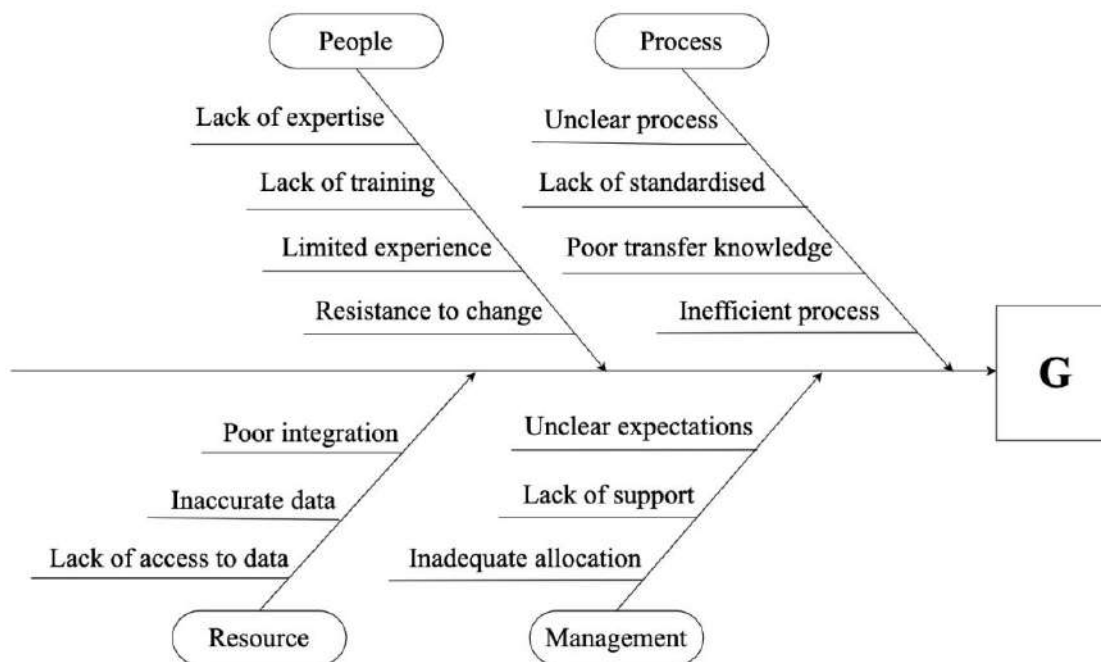 People
Process
Lack of expertise
Unclear process
Lack of training
Lack of standardised
Limited experience
Poor transfer knowledge
Resistance to change
Inefficient process
G
Poor integration
Unclear expectations
Inaccurate data
Lack of support
Lack of access to data
Inadequate allocation
Resource
Management